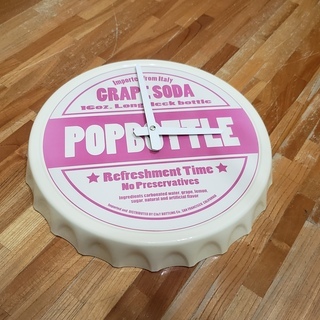 Imported from Italy
GRAPE SODA
16oz. Long Neck bottle
POPBOTTLE
★ Refreshment Time ★
No Preservatives
Ingredients carbonated water, grape, lemon,
sugar, natural and artificial flavor